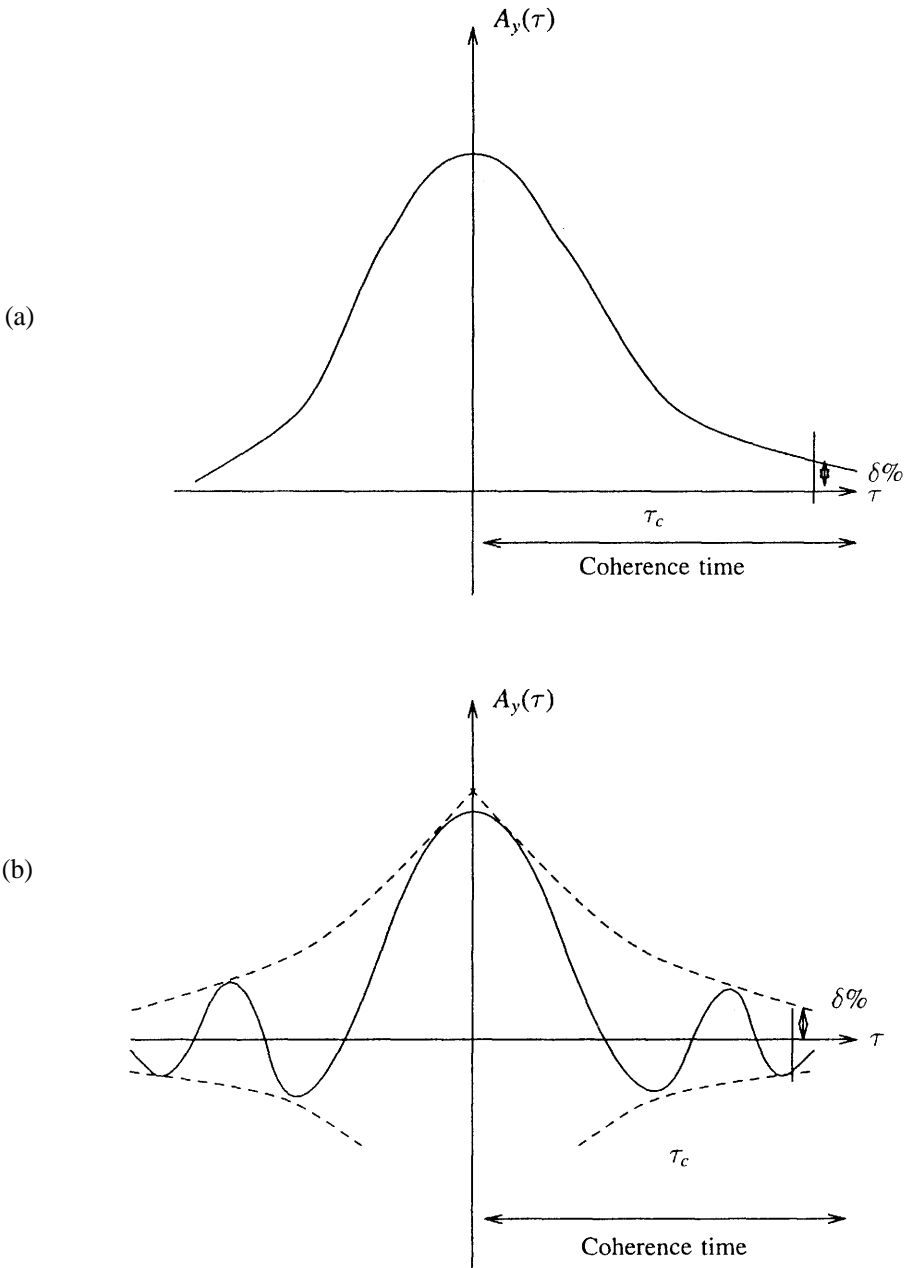 A_y(τ)
(a)
δ%
τ
τ_c
Coherence time
A_y(τ)
(b)
δ%
τ
τ_c
Coherence time